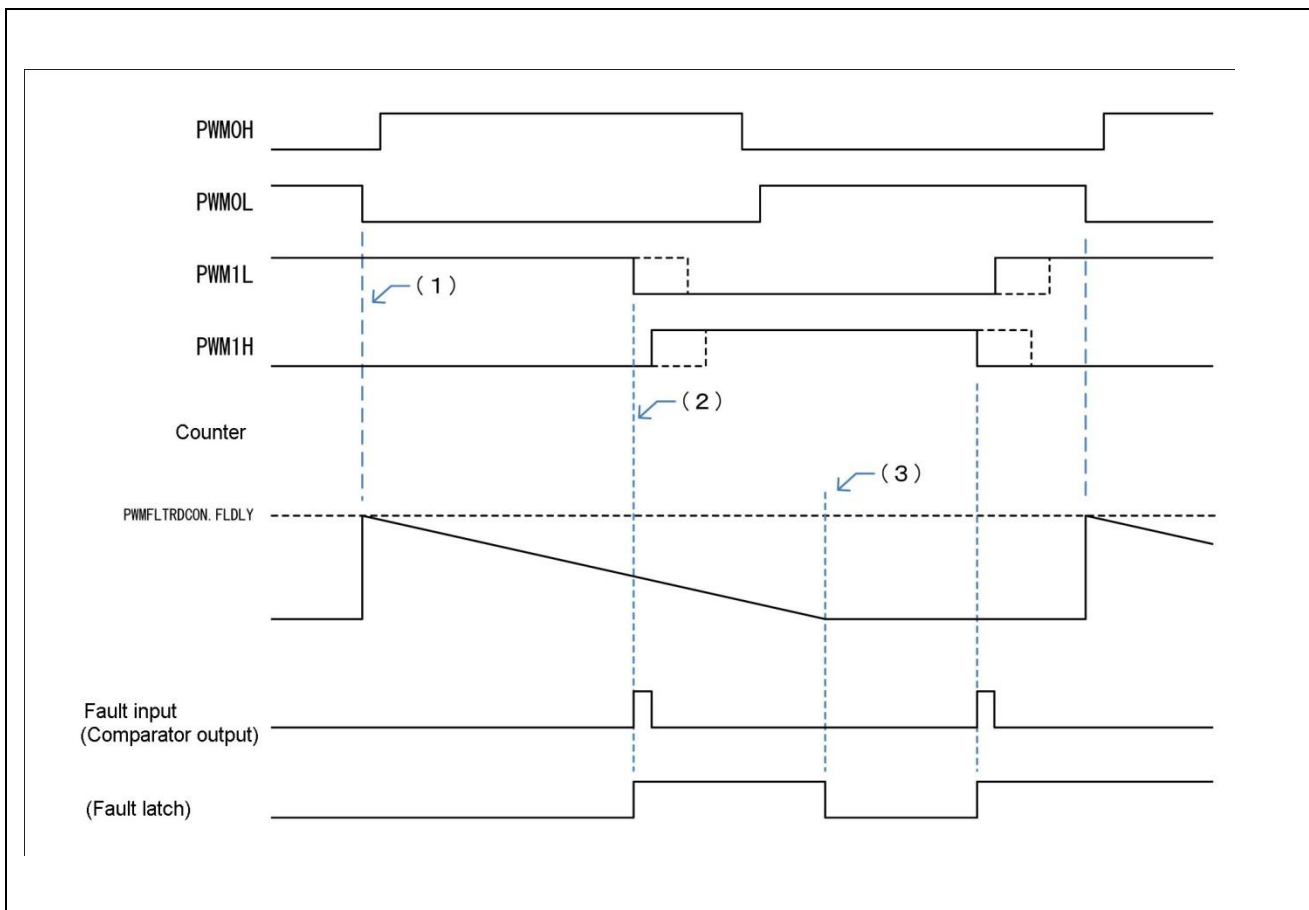 PWM0H
PWM0L
PWM1L
(1)
PWM1H
(2)
Counter
(3)
PWMFLTRDCON.FLDLY
Fault input
(Comparator output)
(Fault latch)